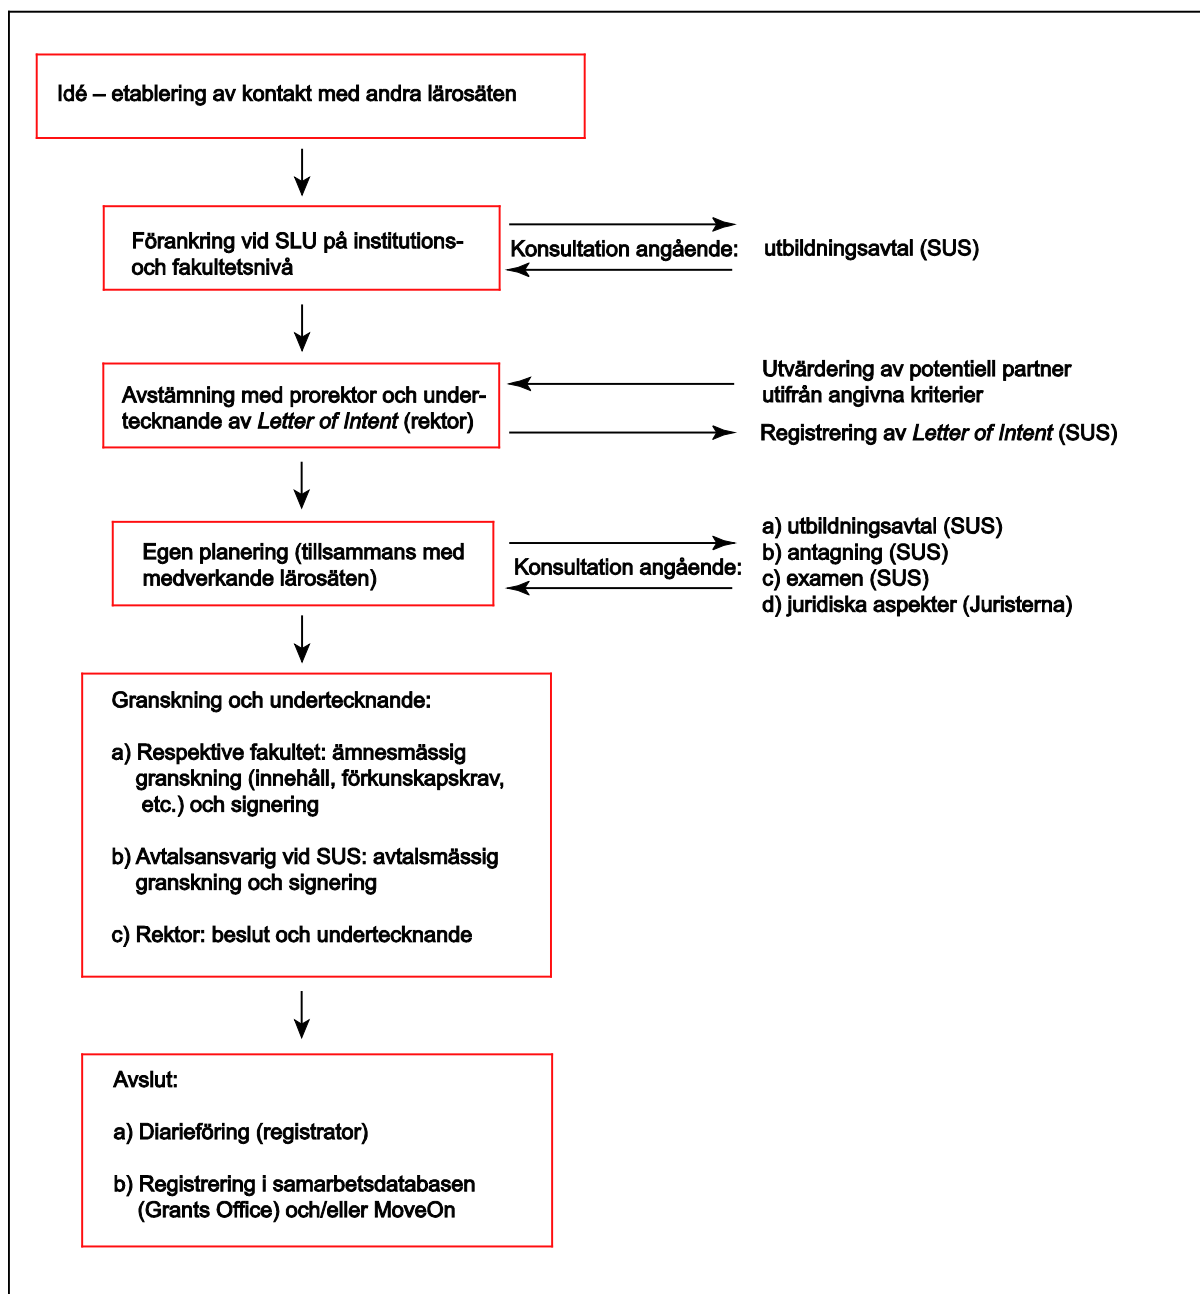 Idé – etablering av kontakt med andra lärosäten
Förankring vid SLU på institutions-
och fakultetsnivå
Konsultation angående:
utbildningsavtal (SUS)
Avstämning med prorektor och under-
tecknande av Letter of Intent (rektor)
Utvärdering av potentiell partner
utifrån angivna kriterier
Registrering av Letter of Intent (SUS)
Egen planering (tillsammans med
medverkande lärosäten)
Konsultation angående:
a) utbildningsavtal (SUS)
b) antagning (SUS)
c) examen (SUS)
d) juridiska aspekter (Juristerna)
Granskning och undertecknande:
a) Respektive fakultet: ämnesmässig
granskning (innehåll, förkunskapskrav,
etc.) och signering
b) Avtalsansvarig vid SUS: avtalsmässig
granskning och signering
c) Rektor: beslut och undertecknande
Avslut:
a) Diarieföring (registrator)
b) Registrering i samarbetsdatabasen
(Grants Office) och/eller MoveOn